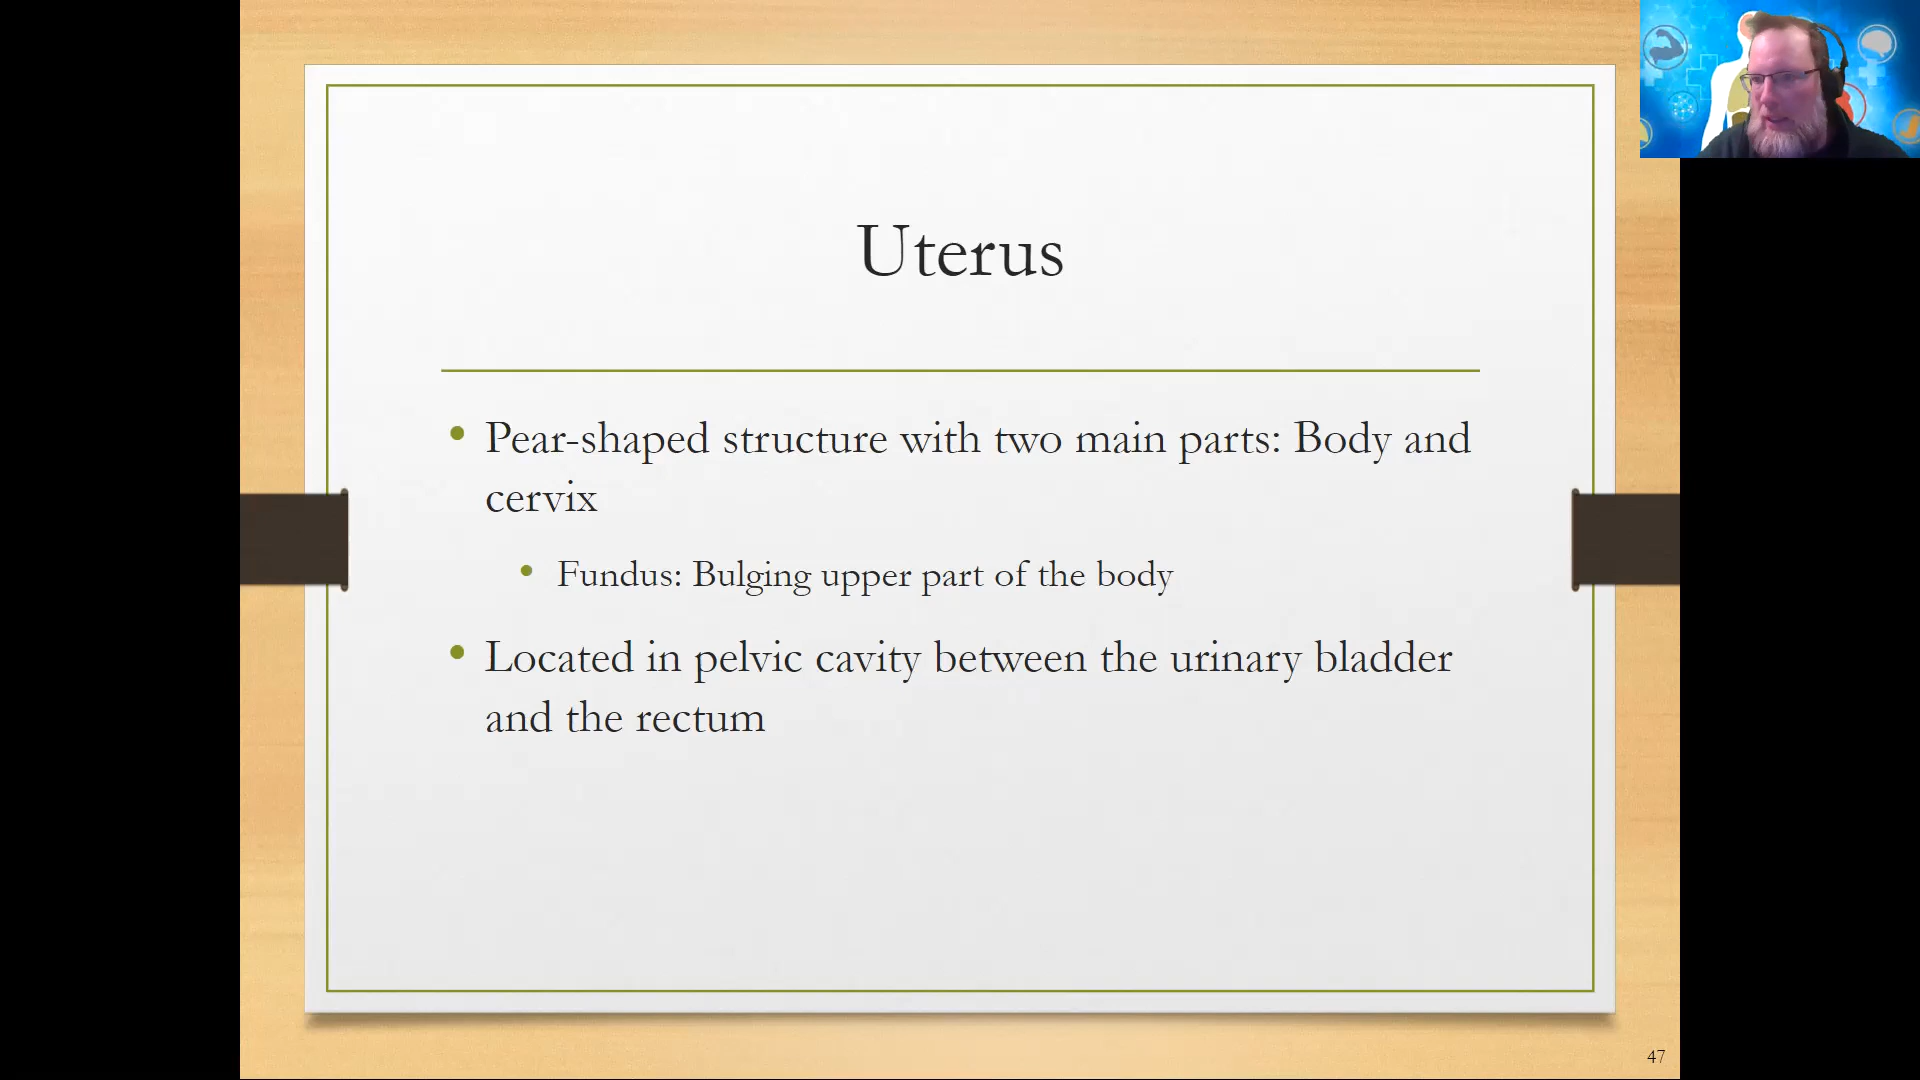 Uterus
• Pear-shaped structure with two main parts: Body and
cervix
• Fundus: Bulging upper part of the body
• Located in pelvic cavity between the urinary bladder
and the rectum
47